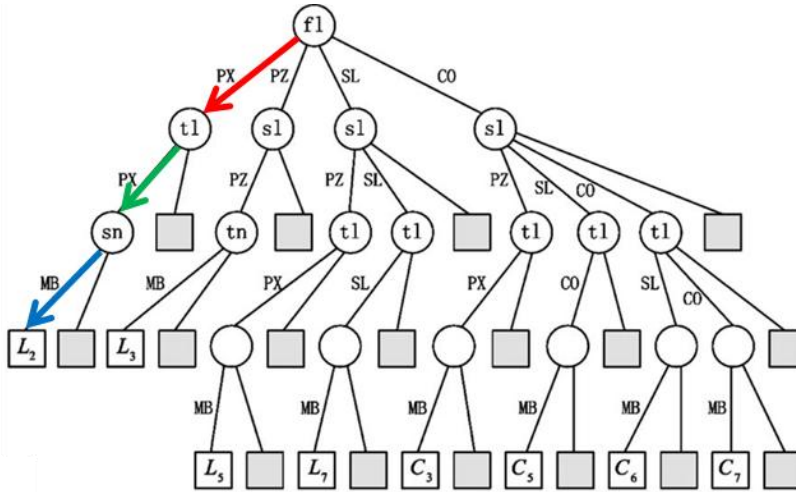 fl
PX PZ SL CO
tl sl sl sl
PX PZ PZ SL PZ SL CO
sn tn tl tl tl tl tl
MB MB PX SL PX CO SL CO
L2 L3
MB MB MB MB MB MB
L5 L7 C3 C5 C6 C7